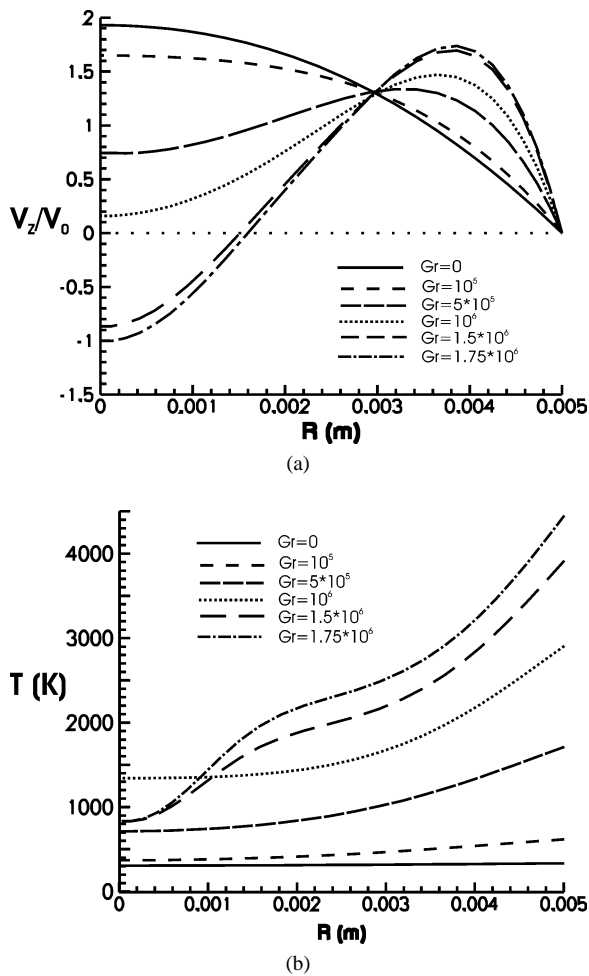 2
1.5
1
0.5
V_z/V_0
0
-0.5
-1
-1.5
Gr=0
Gr=10^5
Gr=5*10^5
Gr=10^6
Gr=1.5*10^6
Gr=1.75*10^6
0 0.001 0.002 0.003 0.004 0.005
R (m)
(a)
Gr=0
Gr=10^5
Gr=5*10^5
Gr=10^6
Gr=1.5*10^6
Gr=1.75*10^6
4000
3000
T (K)
2000
1000
0
0 0.001 0.002 0.003 0.004 0.005
R (m)
(b)